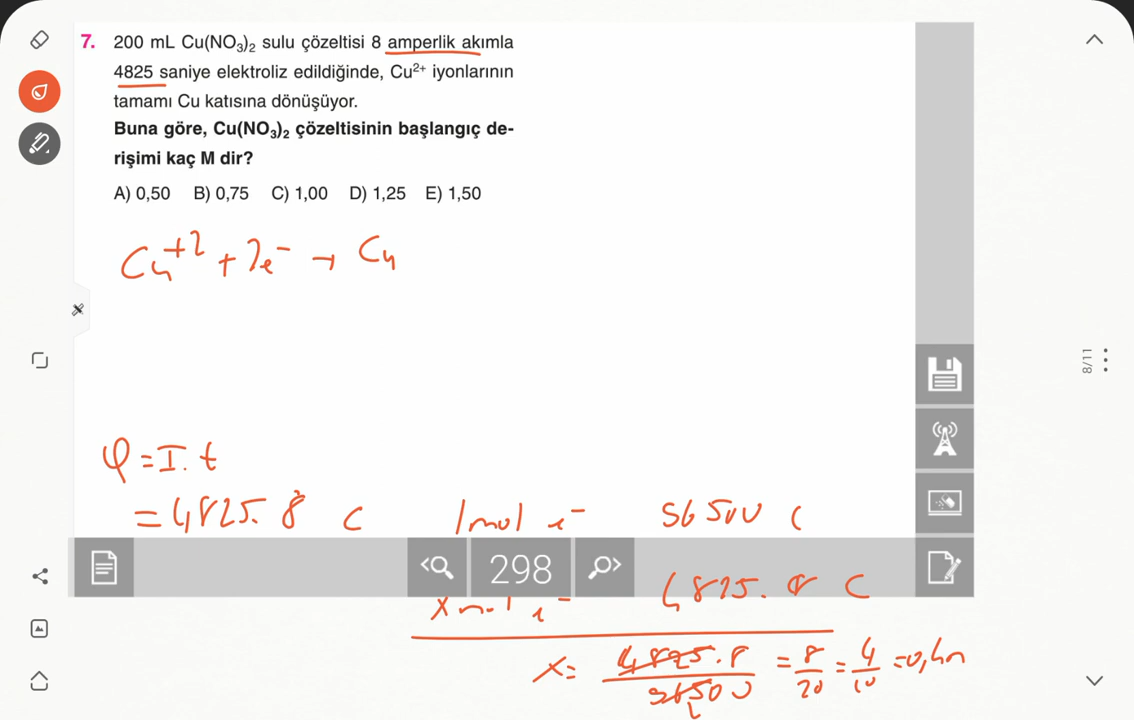 7. 200 mL Cu(NO₃)₂ sulu çözeltisi 8 amperlik akımla
4825 saniye elektroliz edildiğinde, Cu²⁺ iyonlarının
tamamı Cu katısına dönüşüyor.
Buna göre, Cu(NO₃)₂ çözeltisinin başlangıç de-
rişimi kaç M dir?
A) 0,50 B) 0,75 C) 1,00 D) 1,25 E) 1,50
Cu⁺² + 2e⁻ → Cu
Q = I. t
= 4825. 8 C
1mol e⁻ 96500 C
298
x mol e⁻ 4825. 8 C
x = 4825.8 / 96500 = 8/20 = 4/10 = 0,4n
8/11